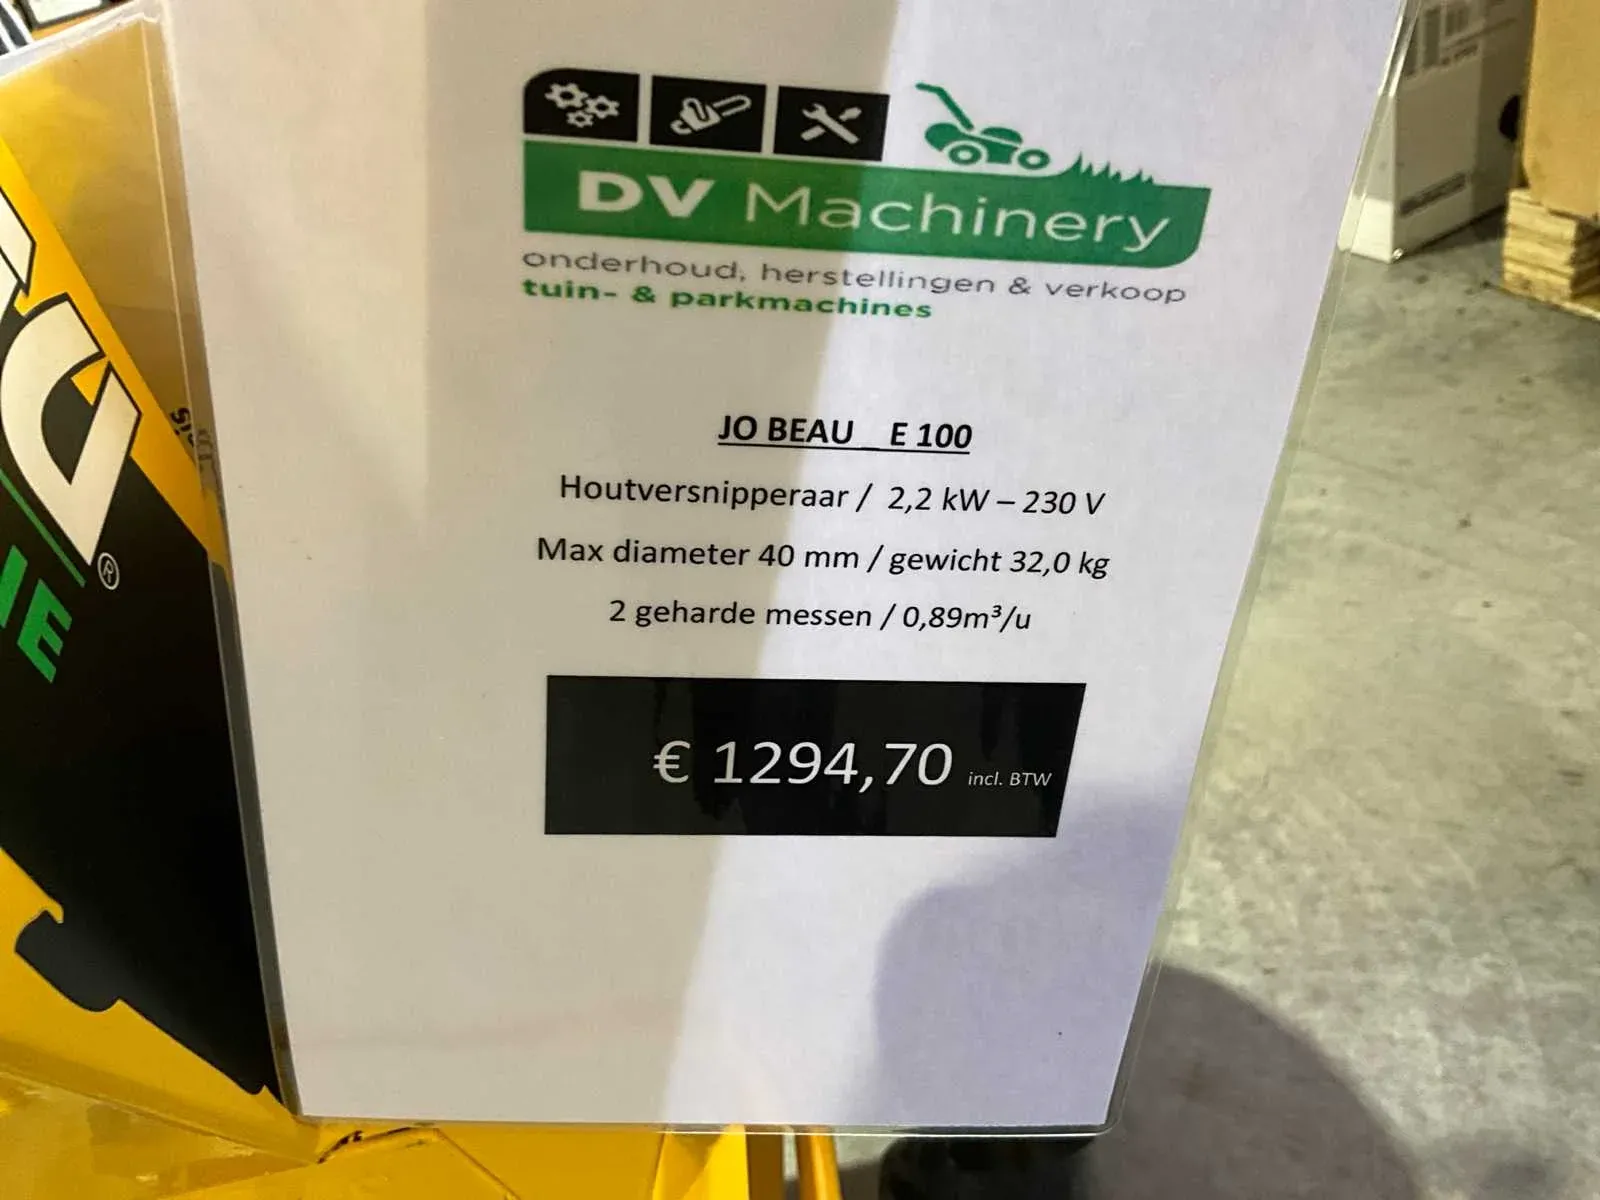 DV Machinery
onderhoud, herstellingen & verkoop
tuin- & parkmachines
JO BEAU E 100
Houtversnipperaar / 2,2 kW – 230 V
Max diameter 40 mm / gewicht 32,0 kg
2 geharde messen / 0,89m³/u
€ 1294,70 incl. BTW
®